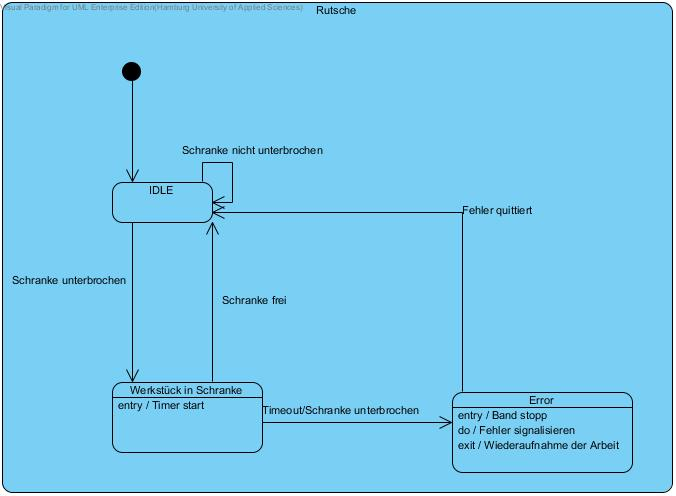 Visual Paradigm for UML Enterprise Edition(Hamburg University of Applied Sciences)
Rutsche
Schranke nicht unterbrochen
IDLE
Fehler quittiert
Schranke unterbrochen
Schranke frei
Werkstück in Schranke
entry / Timer start
Timeout/Schranke unterbrochen
Error
entry / Band stopp
do / Fehler signalisieren
exit / Wiederaufnahme der Arbeit